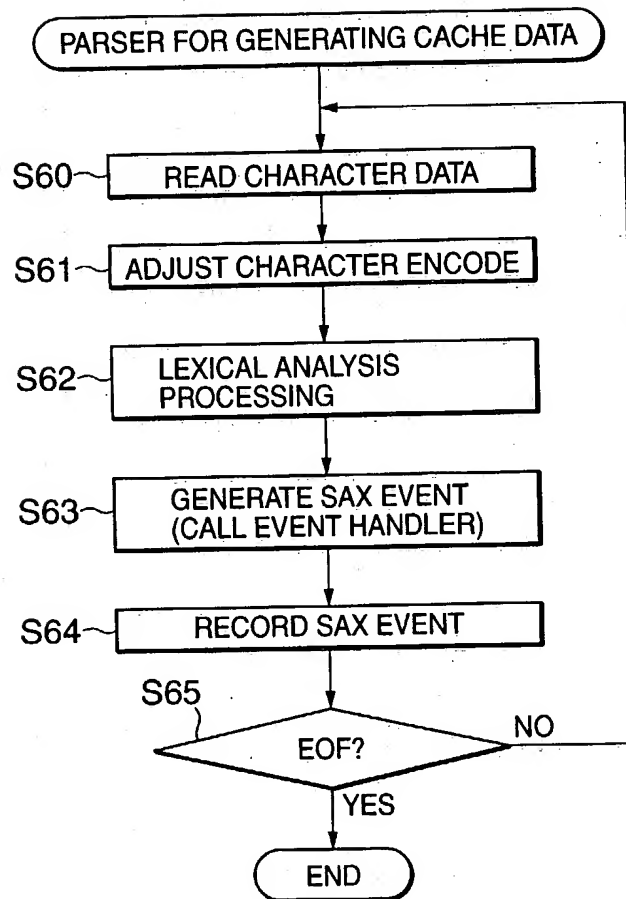 PARSER FOR GENERATING CACHE DATA
S60
READ CHARACTER DATA
S61
ADJUST CHARACTER ENCODE
S62
LEXICAL ANALYSIS
PROCESSING
S63
GENERATE SAX EVENT
(CALL EVENT HANDLER)
S64
RECORD SAX EVENT
S65
EOF?
NO
YES
END